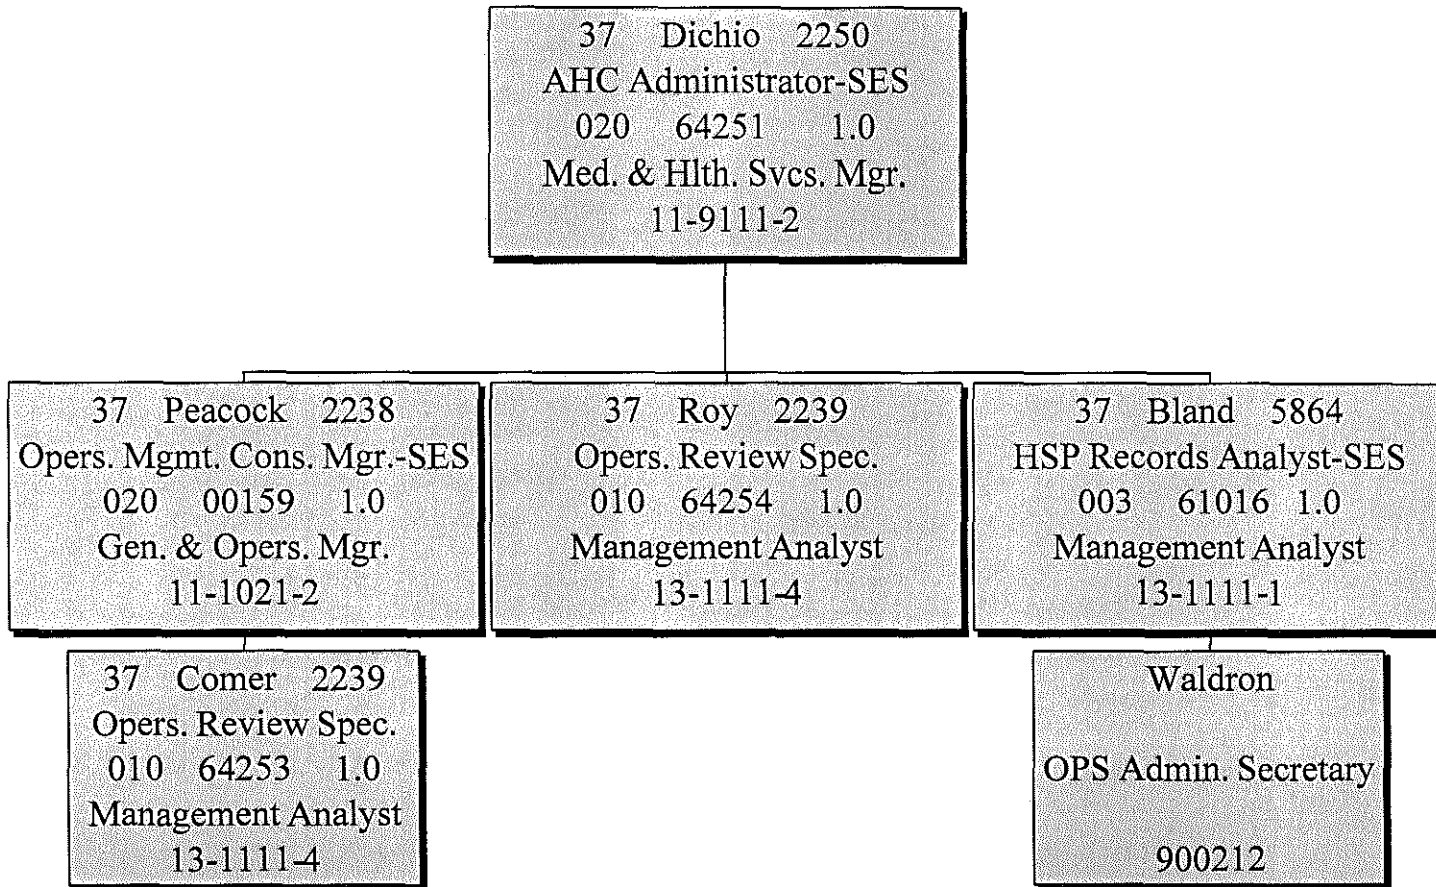 37 Dichio 2250
AHC Administrator-SES
020 64251 1.0
Med. & Hlth. Svcs. Mgr.
11-9111-2
37 Peacock 2238
Opers. Mgmt. Cons. Mgr.-SES
020 00159 1.0
Gen. & Opers. Mgr.
11-1021-2
37 Roy 2239
Opers. Review Spec.
010 64254 1.0
Management Analyst
13-1111-4
37 Bland 5864
HSP Records Analyst-SES
003 61016 1.0
Management Analyst
13-1111-1
37 Comer 2239
Opers. Review Spec.
010 64253 1.0
Management Analyst
13-1111-4
Waldron
OPS Admin. Secretary
900212